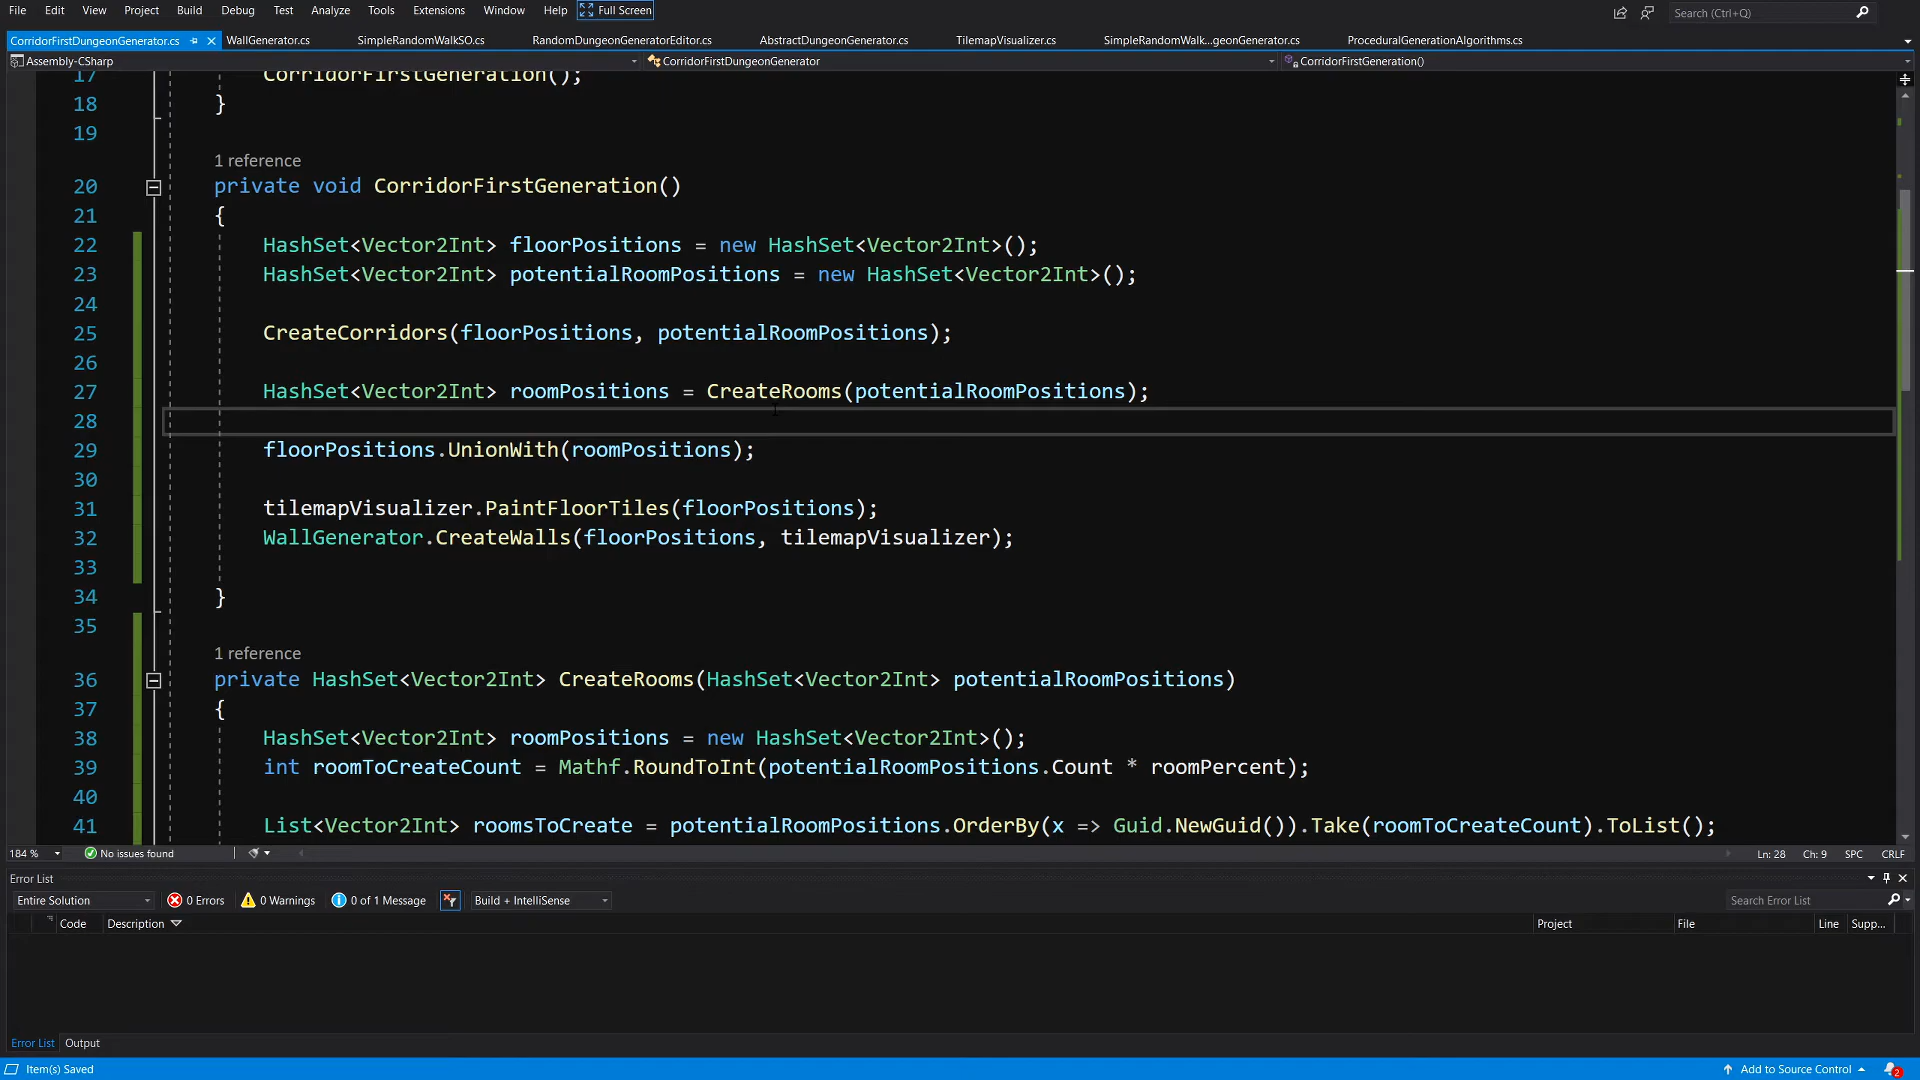 File Edit View Project Build Debug Test Analyze Tools Extensions Window Help Full Screen Search (Ctrl+Q)
CorridorFirstDungeonGenerator.cs WallGenerator.cs SimpleRandomWalkSO.cs RandomDungeonGeneratorEditor.cs AbstractDungeonGenerator.cs TilemapVisualizer.cs SimpleRandomWalk...geonGenerator.cs ProceduralGenerationAlgorithms.cs
Assembly-CSharp CorridorFirstDungeonGenerator CorridorFirstGeneration()
17 CorridorFirstGeneration();
18 }
19
1 reference
20 private void CorridorFirstGeneration()
21 {
22 HashSet<Vector2Int> floorPositions = new HashSet<Vector2Int>();
23 HashSet<Vector2Int> potentialRoomPositions = new HashSet<Vector2Int>();
24
25 CreateCorridors(floorPositions, potentialRoomPositions);
26
27 HashSet<Vector2Int> roomPositions = CreateRooms(potentialRoomPositions);
28
29 floorPositions.UnionWith(roomPositions);
30
31 tilemapVisualizer.PaintFloorTiles(floorPositions);
32 WallGenerator.CreateWalls(floorPositions, tilemapVisualizer);
33
34 }
35
1 reference
36 private HashSet<Vector2Int> CreateRooms(HashSet<Vector2Int> potentialRoomPositions)
37 {
38 HashSet<Vector2Int> roomPositions = new HashSet<Vector2Int>();
39 int roomToCreateCount = Mathf.RoundToInt(potentialRoomPositions.Count * roomPercent);
40
41 List<Vector2Int> roomsToCreate = potentialRoomPositions.OrderBy(x => Guid.NewGuid()).Take(roomToCreateCount).ToList();
184 % No issues found Ln: 28 Ch: 9 SPC CRLF
Error List
Entire Solution 0 Errors 0 Warnings 0 of 1 Message Build + IntelliSense Search Error List
Code Description Project File Line Supp...
Error List Output
Item(s) Saved Add to Source Control 2